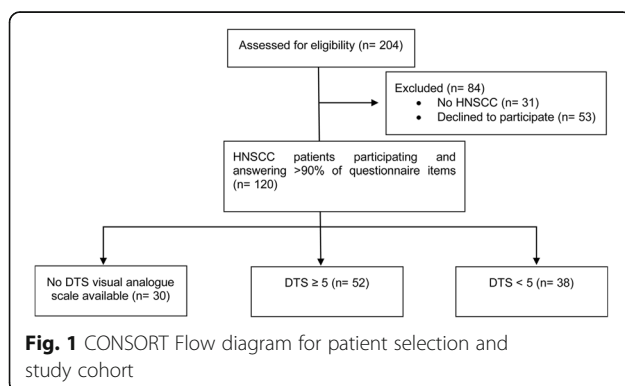 Assessed for eligibility (n= 204)
Excluded (n= 84)
• No HNSCC (n= 31)
• Declined to participate (n= 53)
HNSCC patients participating and
answering >90% of questionnaire items
(n= 120)
No DTS visual analogue
scale available (n= 30)
DTS ≥ 5 (n= 52)
DTS < 5 (n= 38)
Fig. 1 CONSORT Flow diagram for patient selection and
study cohort